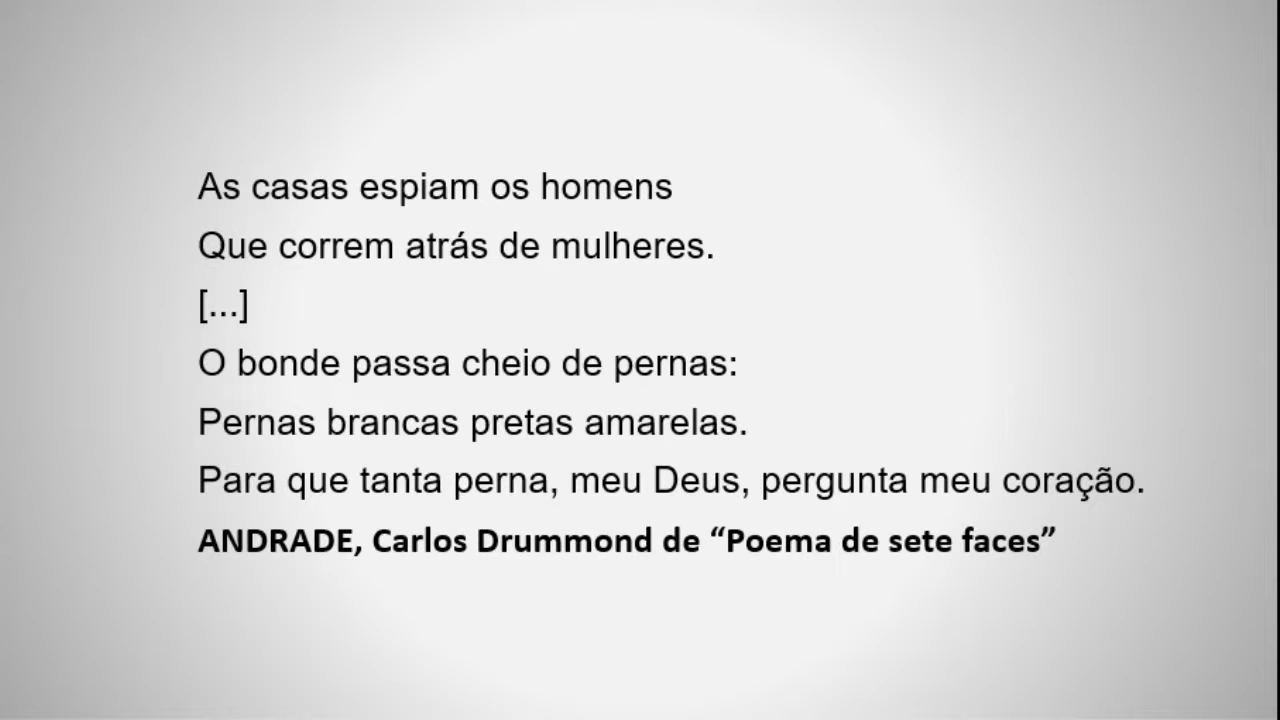 As casas espiam os homens
Que correm atrás de mulheres.
[...]
O bonde passa cheio de pernas:
Pernas brancas pretas amarelas.
Para que tanta perna, meu Deus, pergunta meu coração.
ANDRADE, Carlos Drummond de “Poema de sete faces”